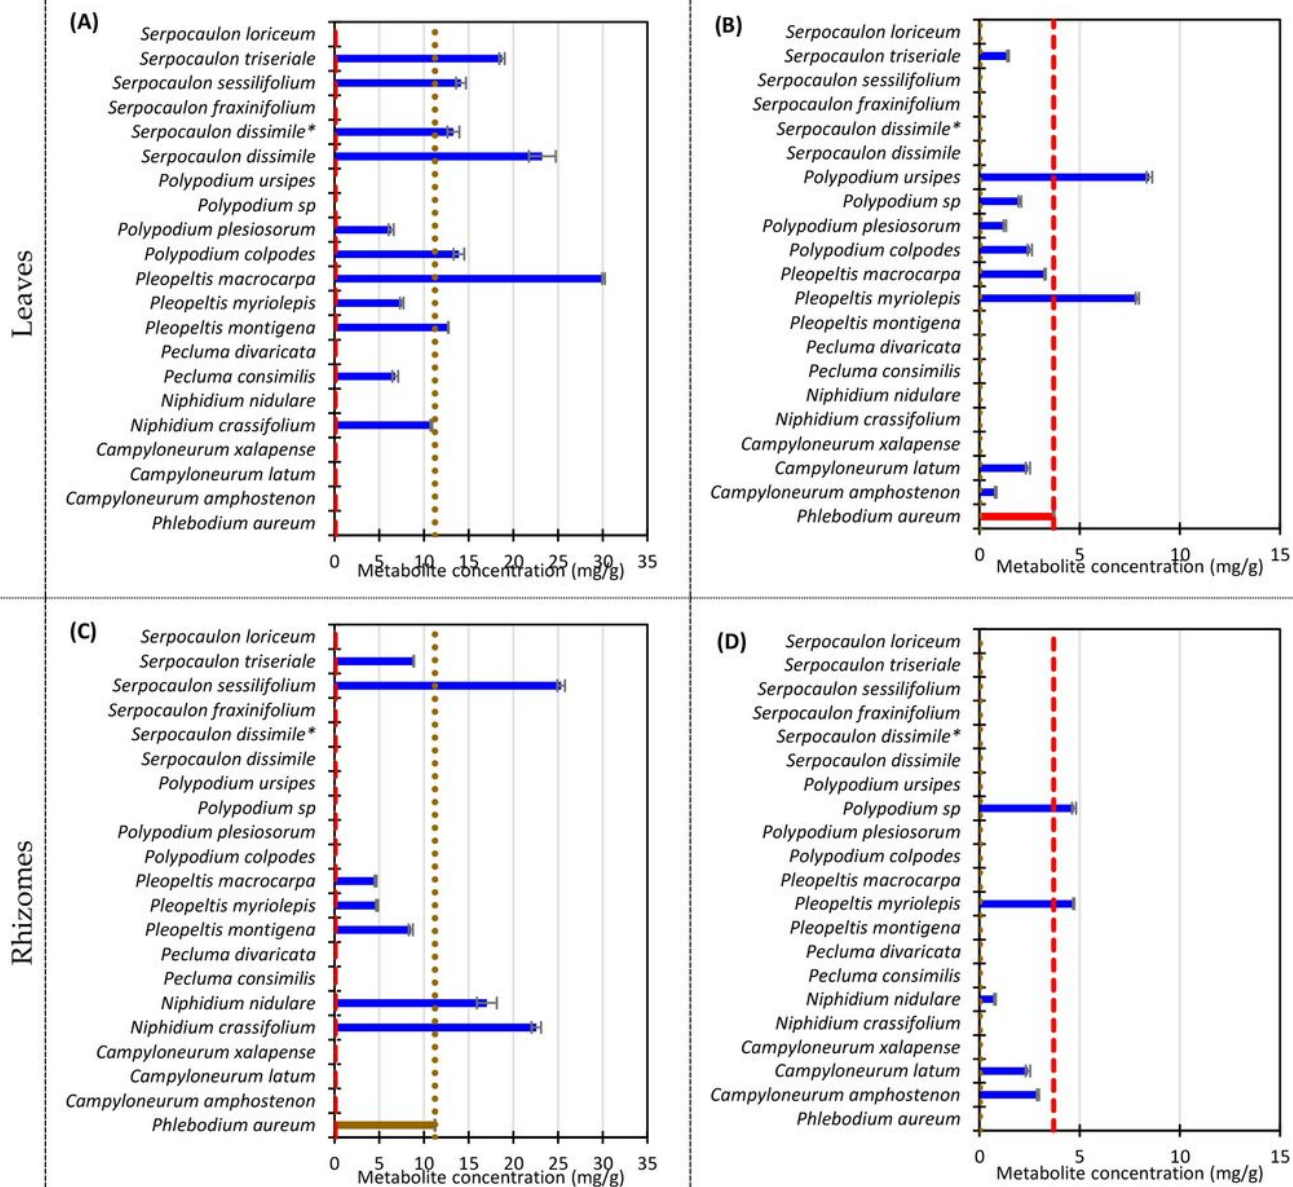 (A)
Serpocaulon loriceum
Serpocaulon triseriale
Serpocaulon sessilifolium
Serpocaulon fraxinifolium
Serpocaulon dissimile*
Serpocaulon dissimile
Polypodium ursipes
Polypodium sp
Polypodium plesiosorum
Polypodium colpodes
Pleopeltis macrocarpa
Pleopeltis myriolepis
Pleopeltis montigena
Pecluma divaricata
Pecluma consimilis
Niphidium nidulare
Niphidium crassifolium
Campyloneurum xalapense
Campyloneurum latum
Campyloneurum amphostenon
Phlebodium aureum
0 5 10 15 20 25 30 35
Metabolite concentration (mg/g)
Leaves
(B)
Serpocaulon loriceum
Serpocaulon triseriale
Serpocaulon sessilifolium
Serpocaulon fraxinifolium
Serpocaulon dissimile*
Serpocaulon dissimile
Polypodium ursipes
Polypodium sp
Polypodium plesiosorum
Polypodium colpodes
Pleopeltis macrocarpa
Pleopeltis myriolepis
Pleopeltis montigena
Pecluma divaricata
Pecluma consimilis
Niphidium nidulare
Niphidium crassifolium
Campyloneurum xalapense
Campyloneurum latum
Campyloneurum amphostenon
Phlebodium aureum
0 5 10 15
Metabolite concentration (mg/g)
(C)
Serpocaulon loriceum
Serpocaulon triseriale
Serpocaulon sessilifolium
Serpocaulon fraxinifolium
Serpocaulon dissimile*
Serpocaulon dissimile
Polypodium ursipes
Polypodium sp
Polypodium plesiosorum
Polypodium colpodes
Pleopeltis macrocarpa
Pleopeltis myriolepis
Pleopeltis montigena
Pecluma divaricata
Pecluma consimilis
Niphidium nidulare
Niphidium crassifolium
Campyloneurum xalapense
Campyloneurum latum
Campyloneurum amphostenon
Phlebodium aureum
0 5 10 15 20 25 30 35
Metabolite concentration (mg/g)
Rhizomes
(D)
Serpocaulon loriceum
Serpocaulon triseriale
Serpocaulon sessilifolium
Serpocaulon fraxinifolium
Serpocaulon dissimile*
Serpocaulon dissimile
Polypodium ursipes
Polypodium sp
Polypodium plesiosorum
Polypodium colpodes
Pleopeltis macrocarpa
Pleopeltis myriolepis
Pleopeltis montigena
Pecluma divaricata
Pecluma consimilis
Niphidium nidulare
Niphidium crassifolium
Campyloneurum xalapense
Campyloneurum latum
Campyloneurum amphostenon
Phlebodium aureum
0 5 10 15
Metabolite concentration (mg/g)